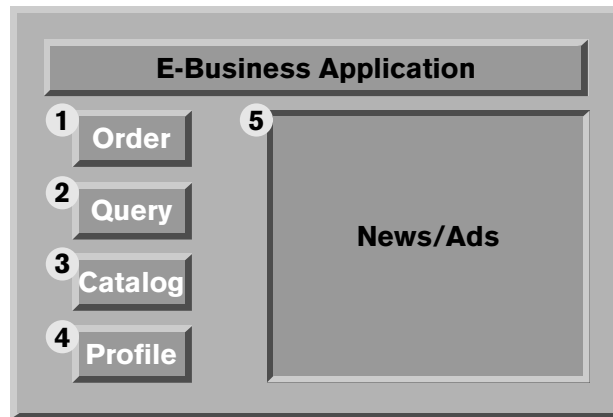 E-Business Application
1 Order
2 Query
3 Catalog
4 Profile
5 News/Ads